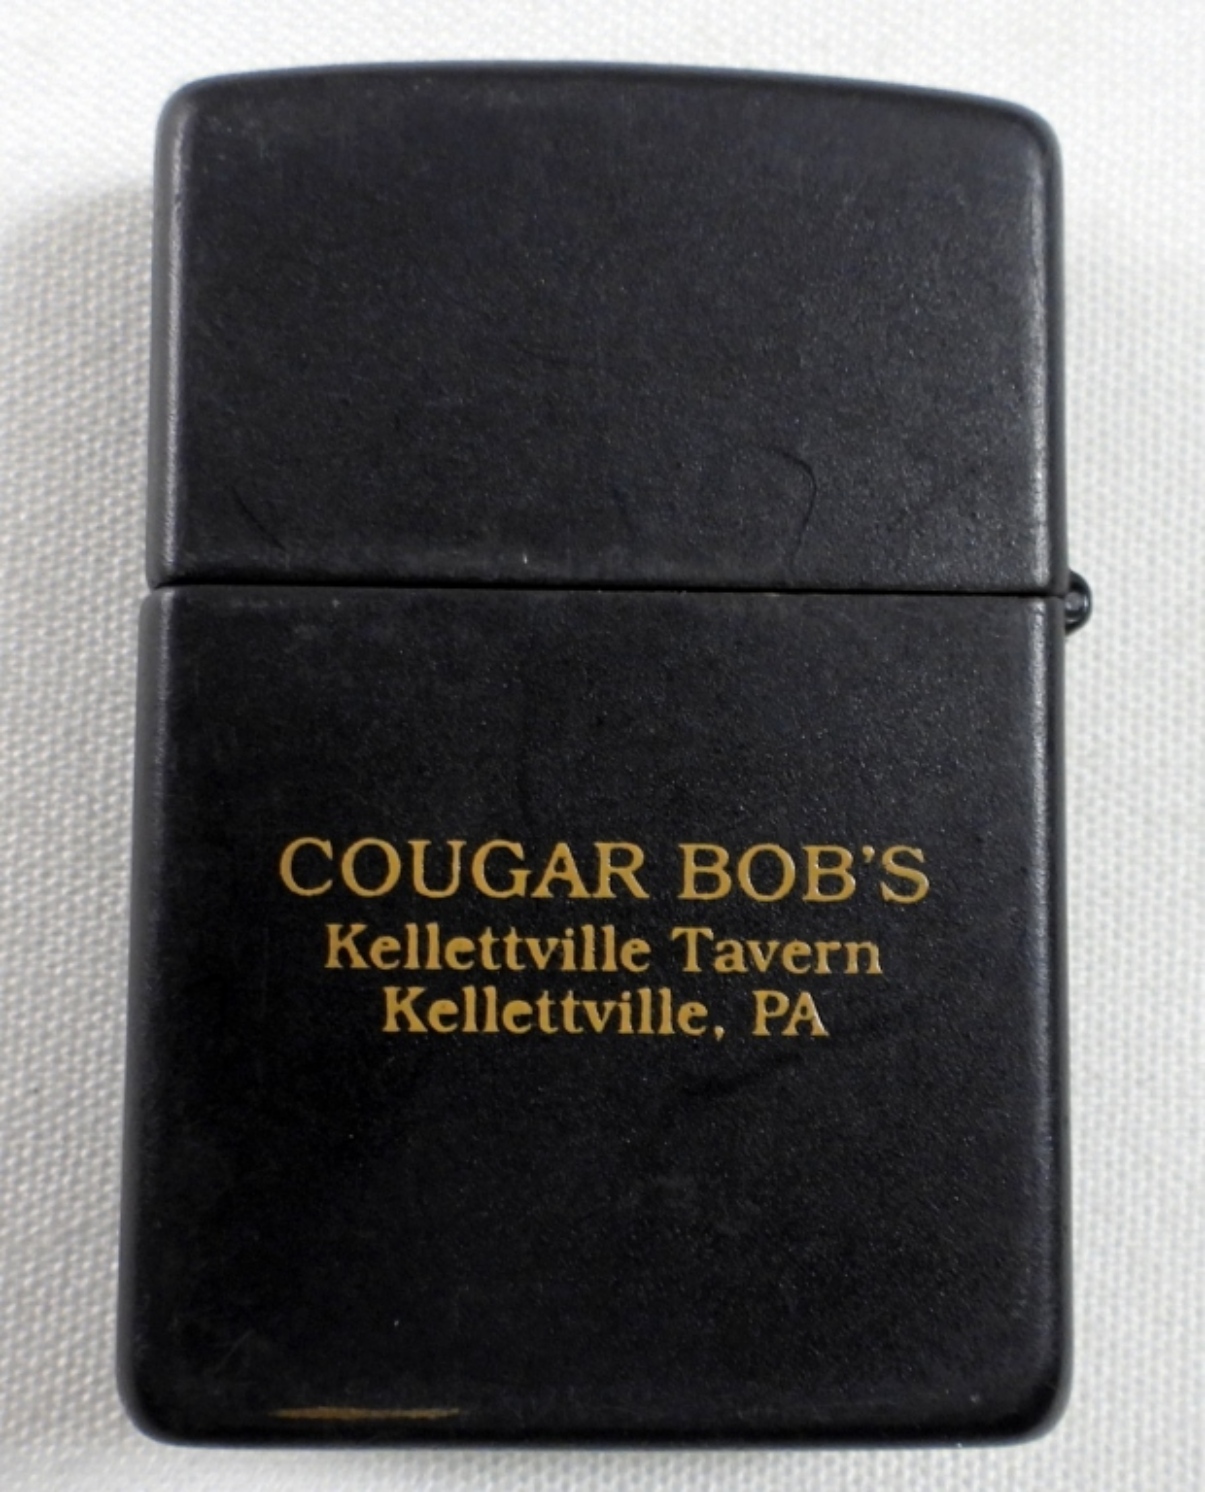 COUGAR BOB'S
Kellettville Tavern
Kellettville, PA